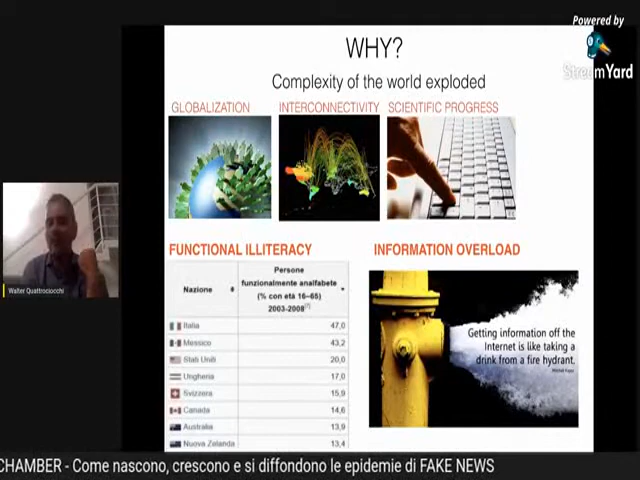 Powered by
StreamYard
WHY?
Complexity of the world exploded
GLOBALIZATION
INTERCONNECTIVITY
SCIENTIFIC PROGRESS
FUNCTIONAL ILLITERACY
INFORMATION OVERLOAD
Nazione
Persone
funzionalmente analfabete
(% con età 16–65)
2003-2008[7]
Italia 47,0
Messico 43,2
Stati Uniti 20,0
Ungheria 17,0
Svizzera 15,9
Canada 14,6
Australia 13,9
Nuova Zelanda 13,4
Getting information off the
Internet is like taking a
drink from a fire hydrant.
Walter Quattrociocchi
CHAMBER - Come nascono, crescono e si diffondono le epidemie di FAKE NEWS